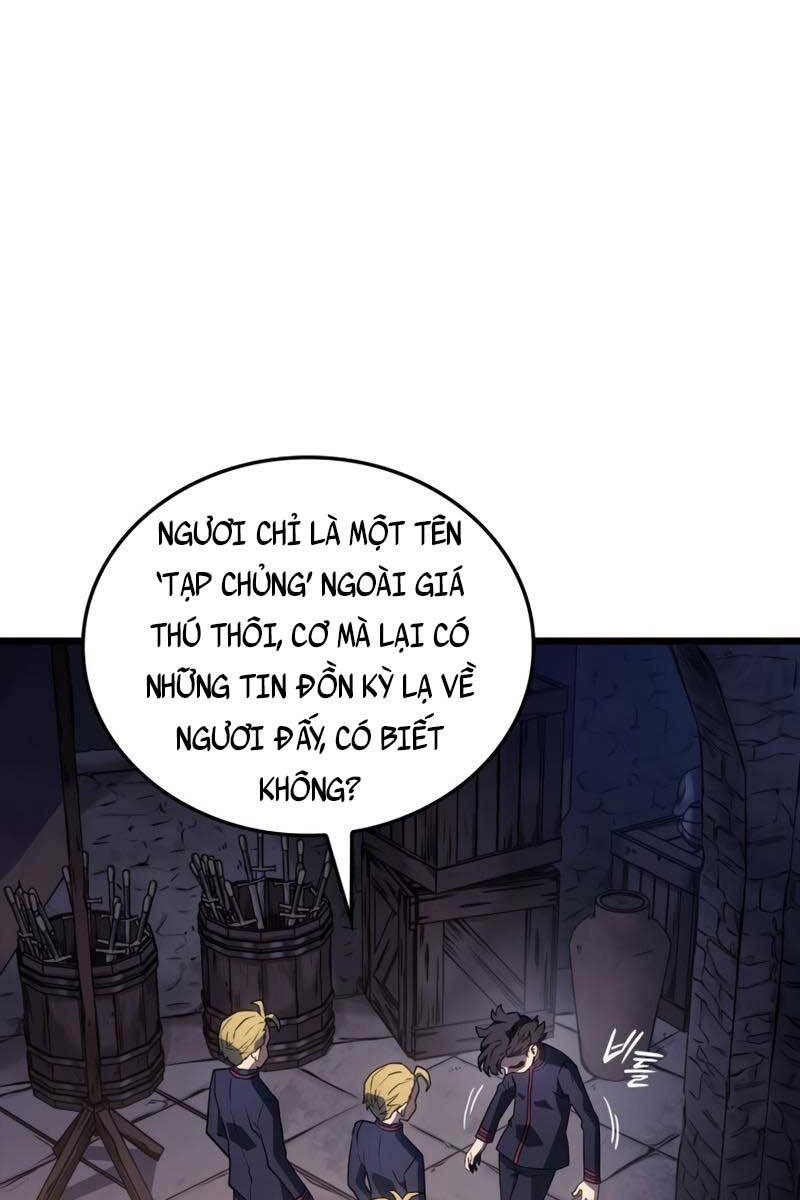 NGƯƠI CHỈ LÀ MỘT TÊN
‘TẠP CHỦNG’ NGOÀI GIÁ
THÚ THÔI, CƠ MÀ LẠI CÓ
NHỮNG TIN ĐỒN KỲ LẠ VỀ
NGƯƠI ĐẤY, CÓ BIẾT
KHÔNG?
비틀